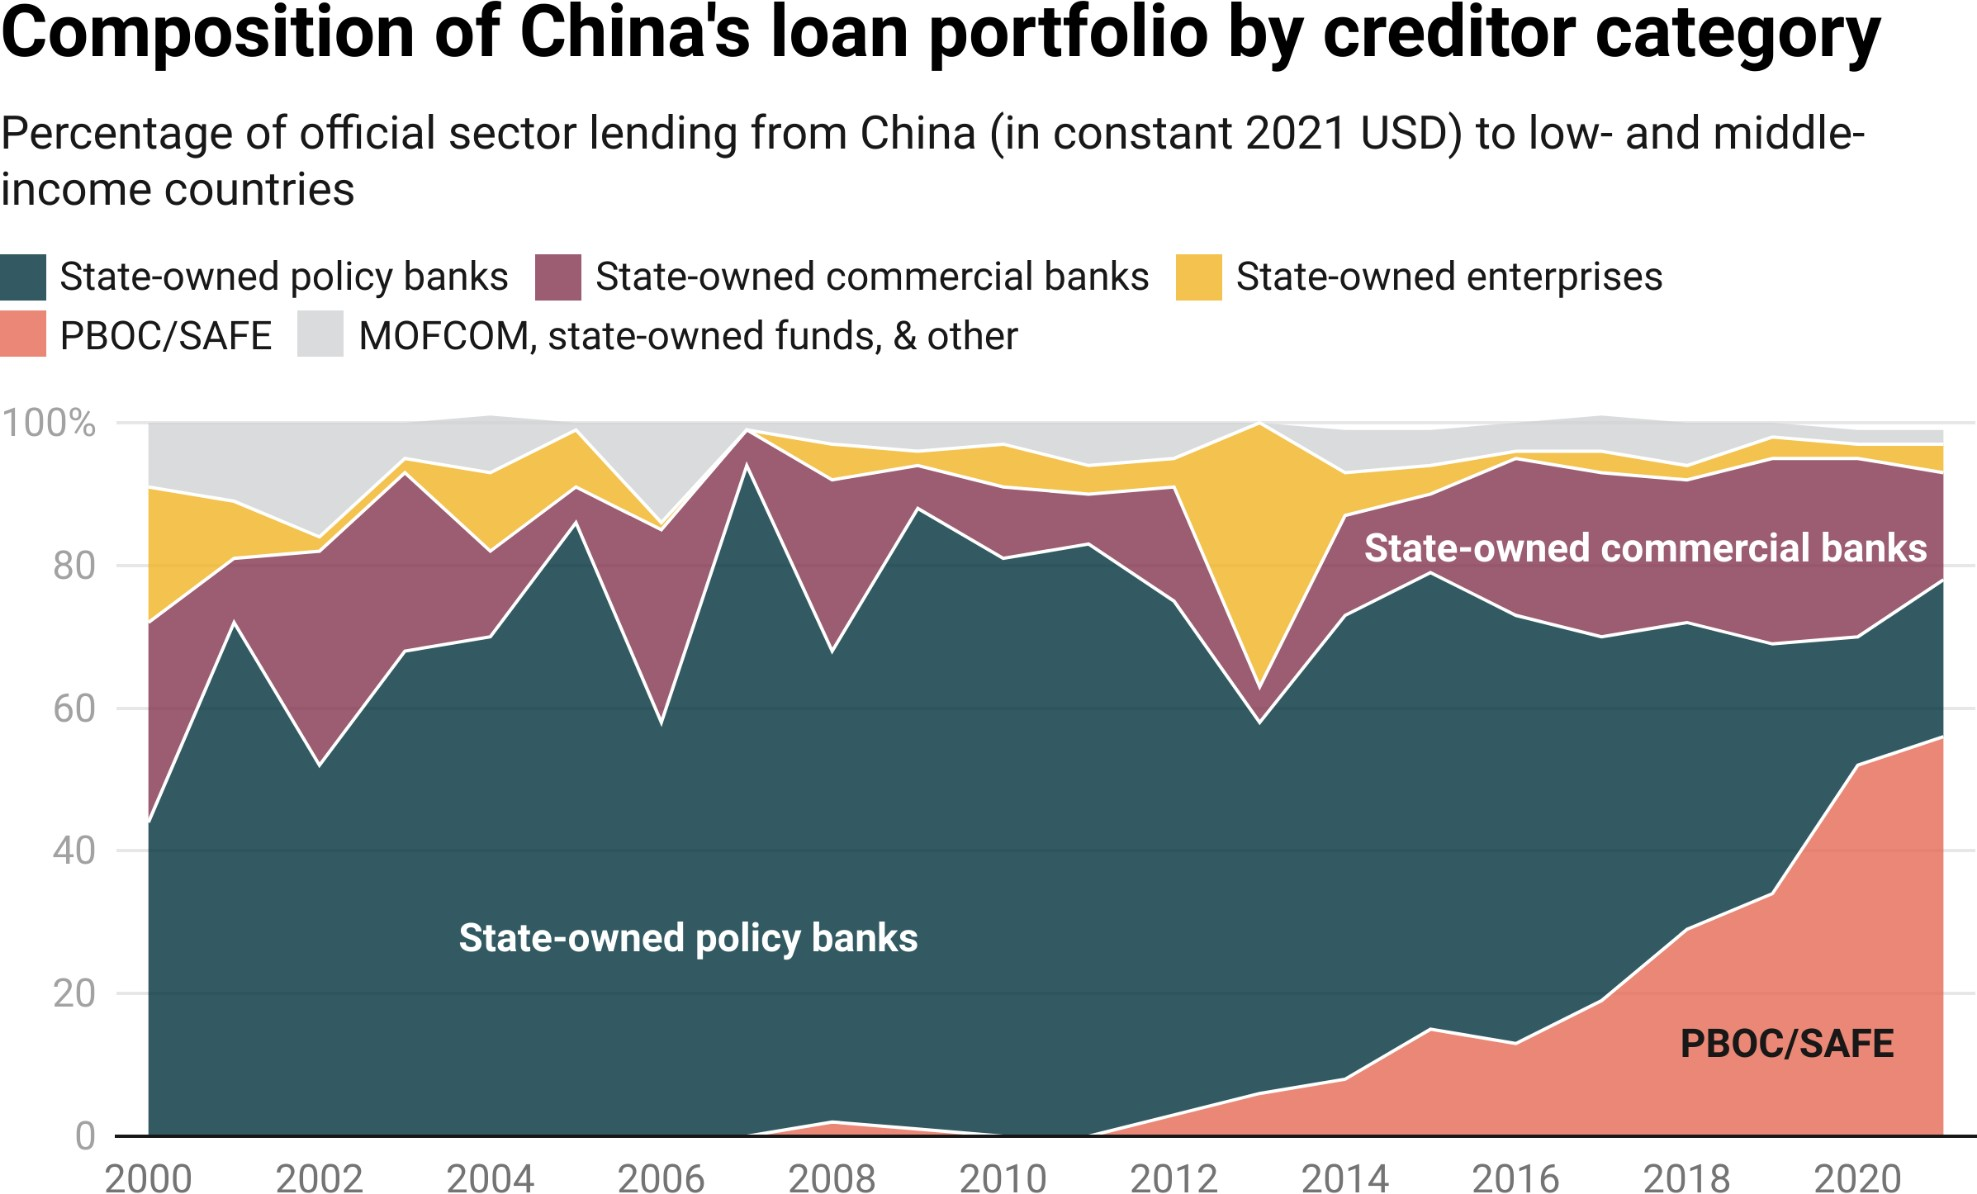 Composition of China's loan portfolio by creditor category
Percentage of official sector lending from China (in constant 2021 USD) to low- and middle-
income countries
State-owned policy banks State-owned commercial banks State-owned enterprises
PBOC/SAFE MOFCOM, state-owned funds, & other
100%
80
60
40
20
0
State-owned commercial banks
State-owned policy banks
PBOC/SAFE
2000 2002 2004 2006 2008 2010 2012 2014 2016 2018 2020